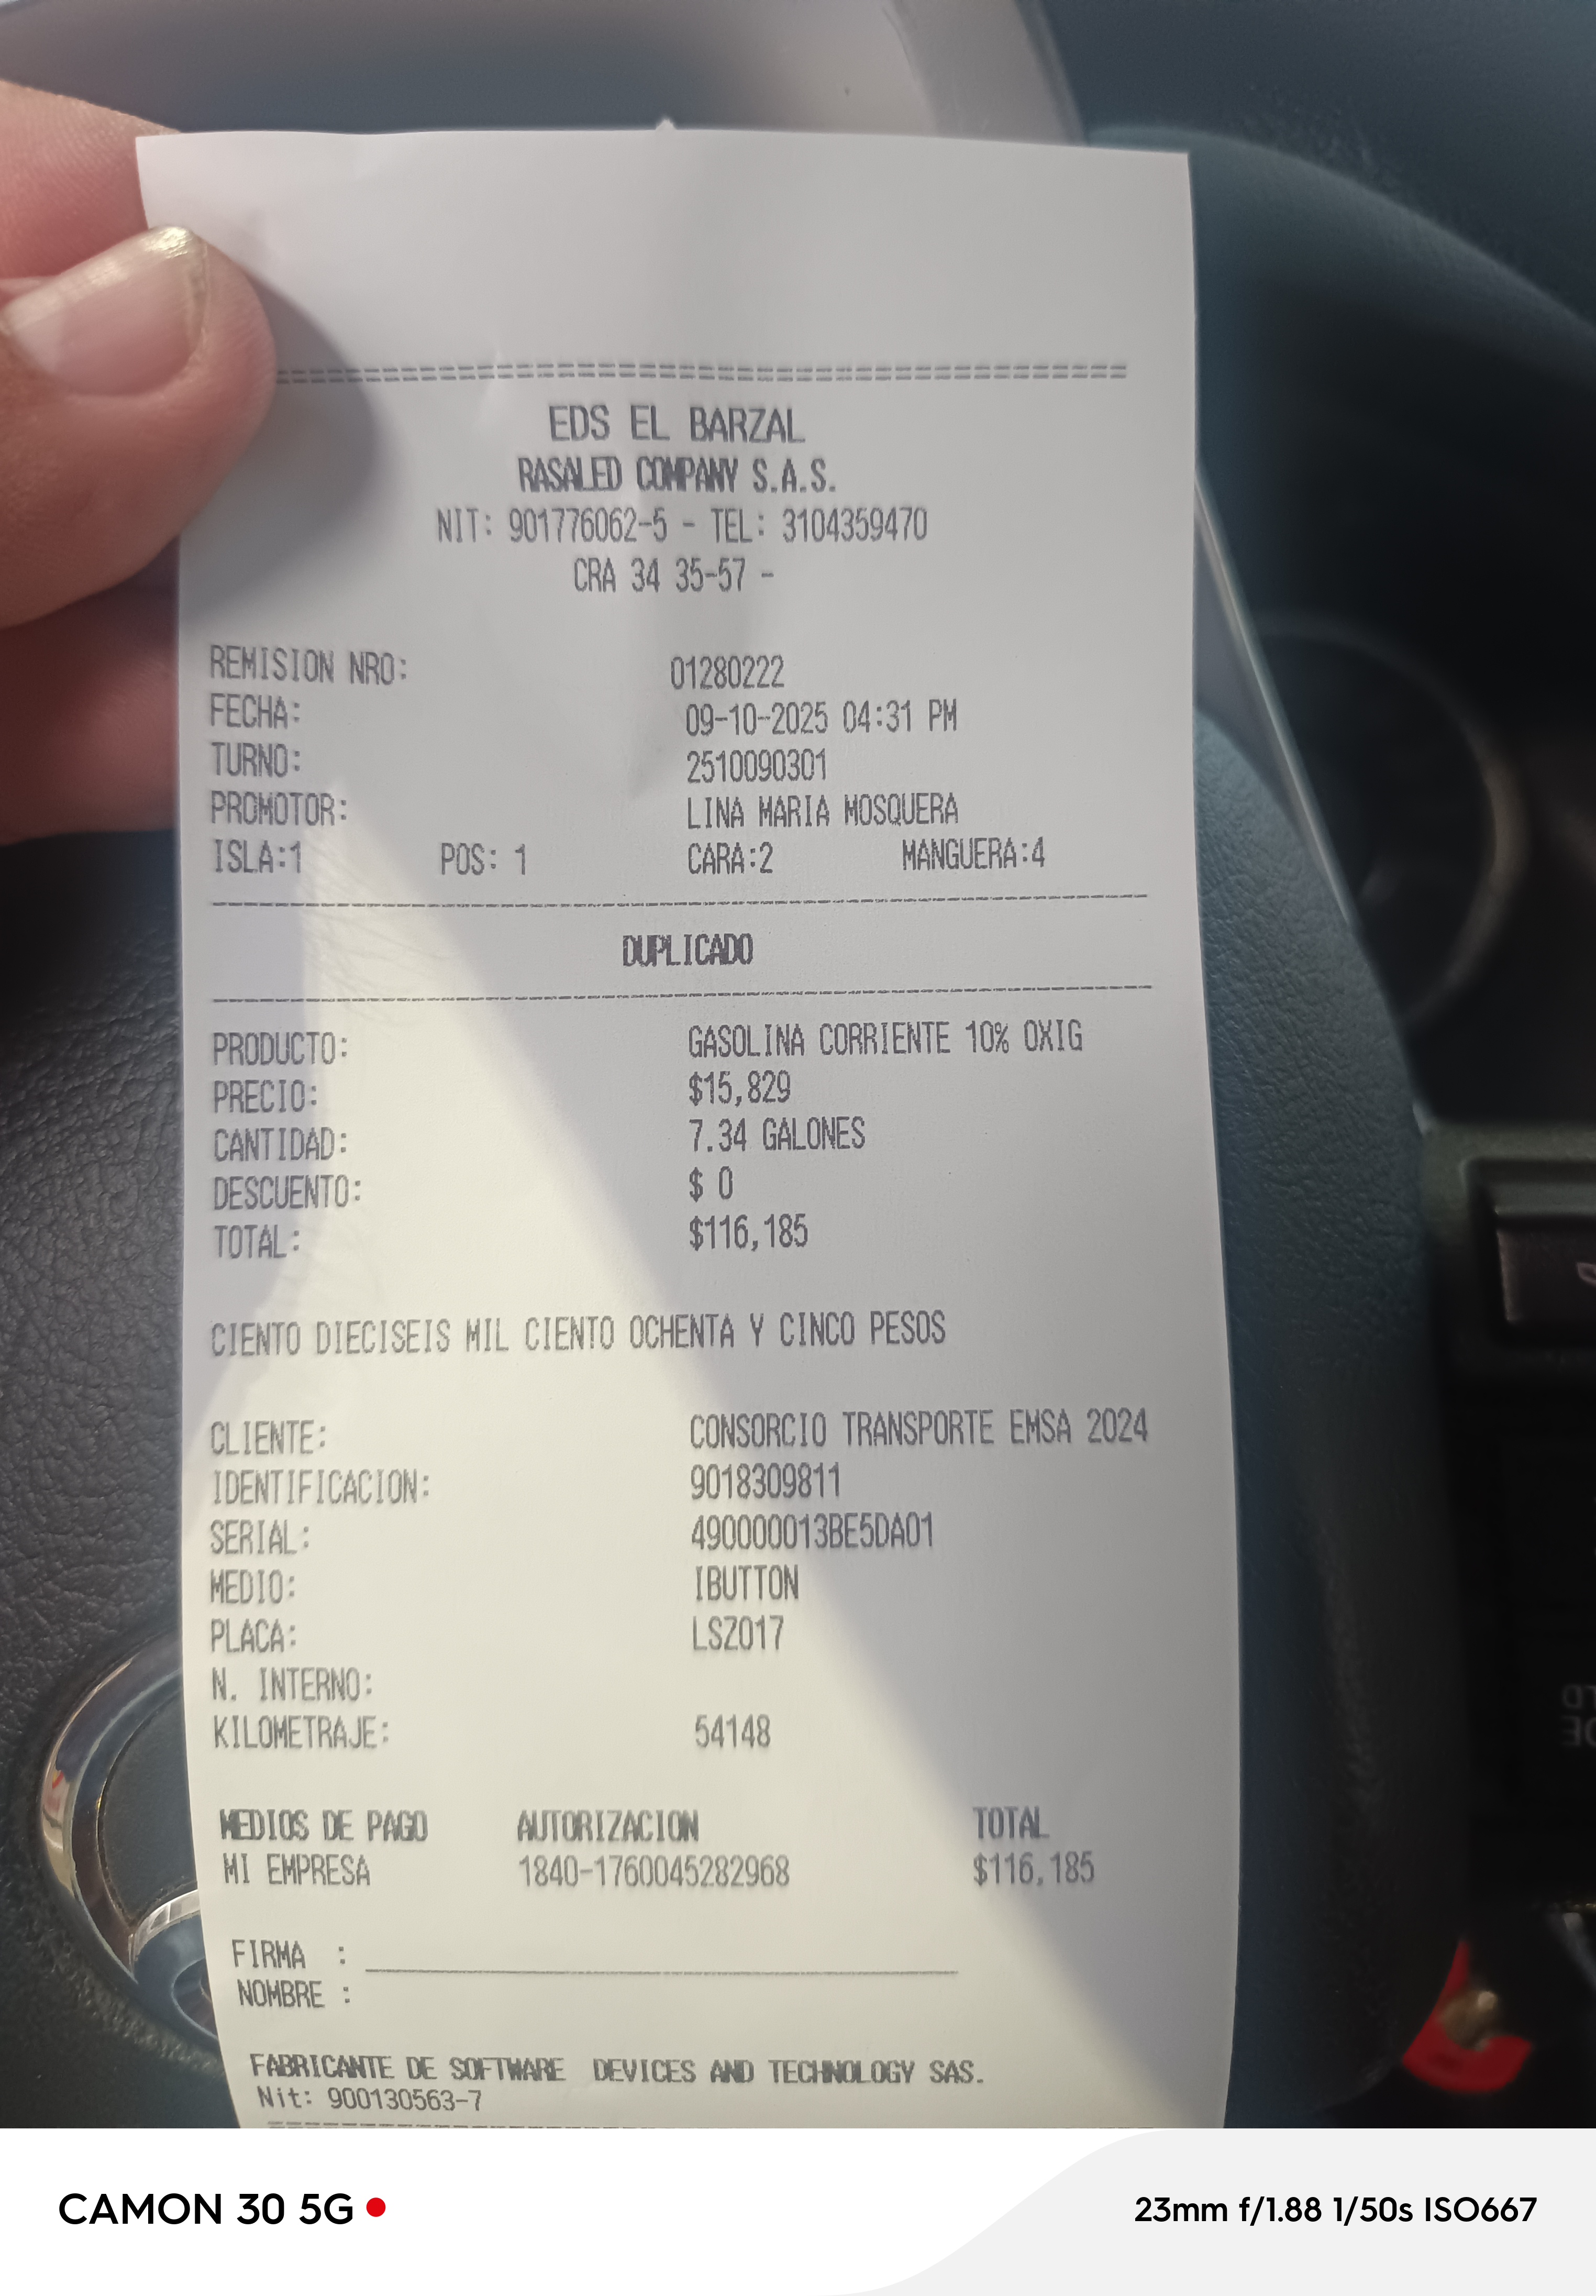 ==========================================================
EDS EL BARZAL
RASALED COMPANY S.A.S.
NIT: 901776062-5 - TEL: 3104359470
CRA 34 35-57 -
REMISION NRO: 01280222
FECHA: 09-10-2025 04:31 PM
TURNO: 2510090301
PROMOTOR: LINA MARIA MOSQUERA
ISLA:1 POS: 1 CARA:2 MANGUERA:4
DUPLICADO
PRODUCTO: GASOLINA CORRIENTE 10% OXIG
PRECIO: $15,829
CANTIDAD: 7.34 GALONES
DESCUENTO: $ 0
TOTAL: $116,185
CIENTO DIECISEIS MIL CIENTO OCHENTA Y CINCO PESOS
CLIENTE: CONSORCIO TRANSPORTE EMSA 2024
IDENTIFICACION: 9018309811
SERIAL: 490000013BE5DA01
MEDIO: IBUTTON
PLACA: LSZ017
N. INTERNO:
KILOMETRAJE: 54148
MEDIOS DE PAGO AUTORIZACION TOTAL
MI EMPRESA 1840-1760045282968 $116,185
FIRMA : ______________________
NOMBRE :
FABRICANTE DE SOFTWARE DEVICES AND TECHNOLOGY SAS.
Nit: 900130563-7
CAMON 30 5G
23mm f/1.88 1/50s ISO667